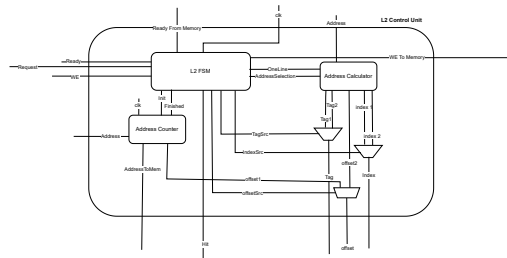 clk
L2 Control Unit
Address
Ready From Memory
WE To Memory
Ready
Request
WE
L2 FSM
OneLine
AddressSelection
Address Calculator
Init
Finished
clk
Tag2
Tag1
index 1
index 2
Address Counter
Address
TagSrc
IndexSrc
AddressToMem
offset2
offset1
Tag
Index
offsetSrc
Hit
offset